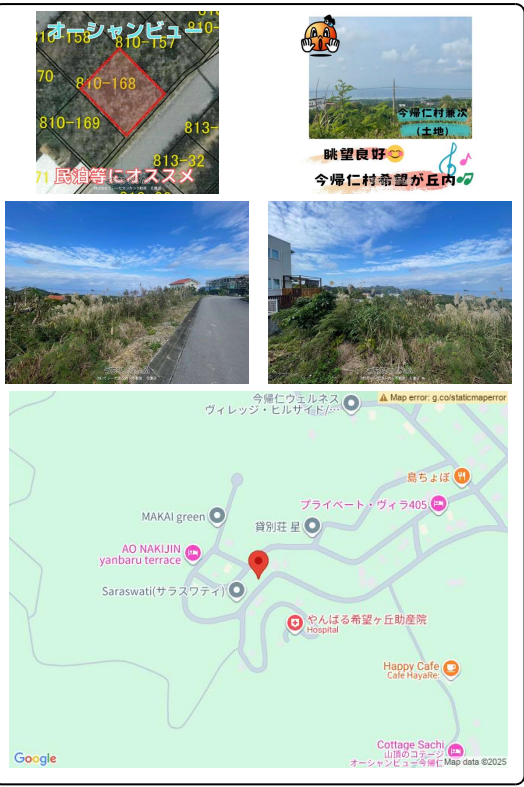 オーシャンビュー
810-158
810-157
810-
70
810-168
810-169
813-
813-32
71
民泊等にオススメ
今帰仁村兼次
(土地)
眺望良好😊
今帰仁村希望が丘内
今帰仁ウェルネス
ヴィレッジ・ヒルサイド/…
Map error: g.co/staticmaperror
島ちょぼ
プライベート・ヴィラ405
MAKAI green
貸別荘 星
AO NAKIJIN
yanbaru terrace
Saraswati(サラスワティ)
やんばる希望ヶ丘助産院
Hospital
Happy Cafe
Cafe HayaRe:
Cottage Sachi
山頂のコテージ
オーシャンビュー今帰仁
Google
Map data ©2025